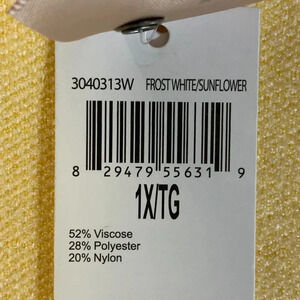 3040313W FROST WHITE/SUNFLOWER
8 29479 55631 9
1X/TG
52% Viscose
28% Polyester
20% Nylon